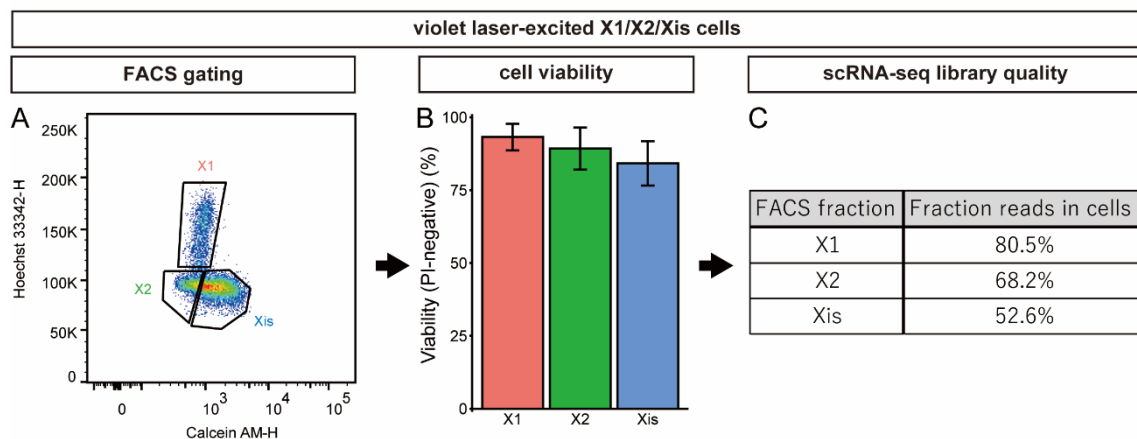 violet laser-excited X1/X2/Xis cells
FACS gating
cell viability
scRNA-seq library quality
A
250K
200K
150K
100K
50K
0
Hoechst 33342-H
X1
X2
Xis
0
10³
10⁴
10⁵
Calcein AM-H
B
100
75
50
25
0
Viability (PI-negative) (%)
X1
X2
Xis
C
FACS fraction Fraction reads in cells
X1 80.5%
X2 68.2%
Xis 52.6%